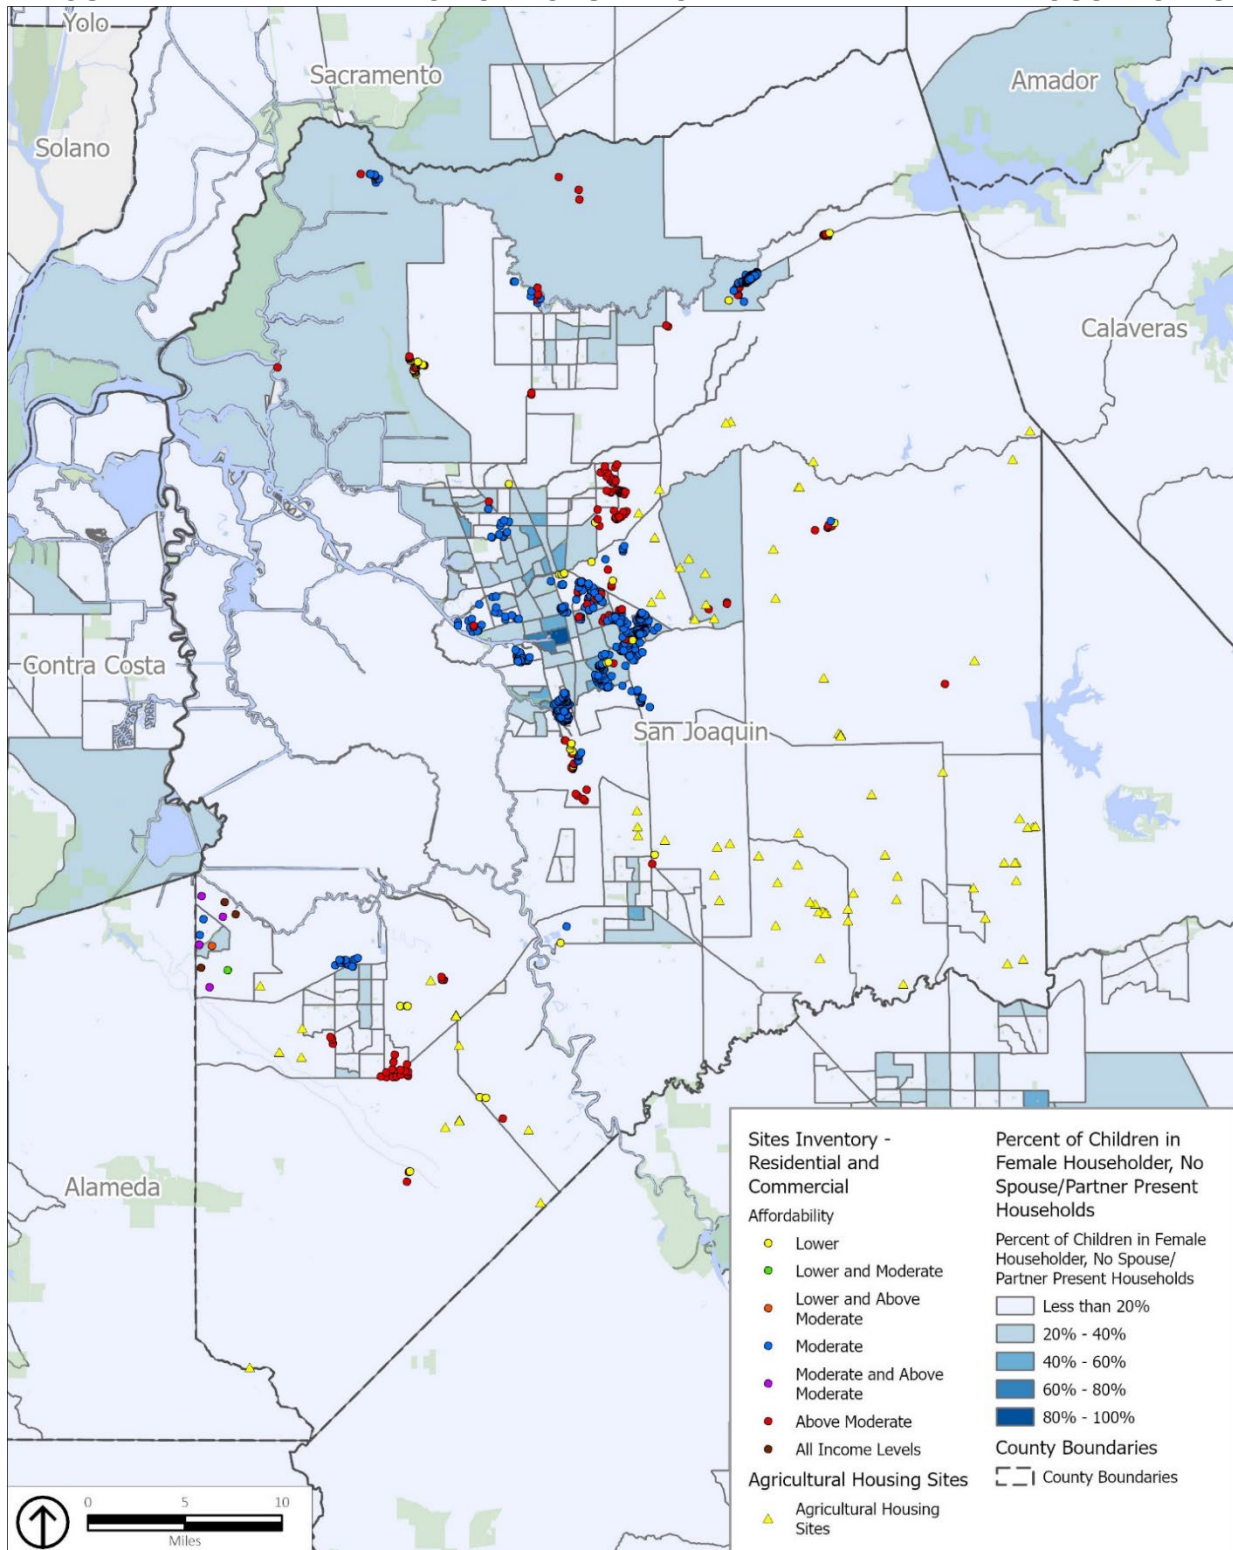 Yolo
Sacramento
Amador
Solano
Calaveras
Contra Costa
San Joaquin
Alameda
Sites Inventory -
Residential and
Commercial
Affordability
Lower
Lower and Moderate
Lower and Above
Moderate
Moderate
Moderate and Above
Moderate
Above Moderate
All Income Levels
Agricultural Housing Sites
Agricultural Housing
Sites
Percent of Children in
Female Householder, No
Spouse/Partner Present
Households
Percent of Children in Female
Householder, No Spouse/
Partner Present Households
Less than 20%
20% - 40%
40% - 60%
60% - 80%
80% - 100%
County Boundaries
County Boundaries
0 5 10
Miles